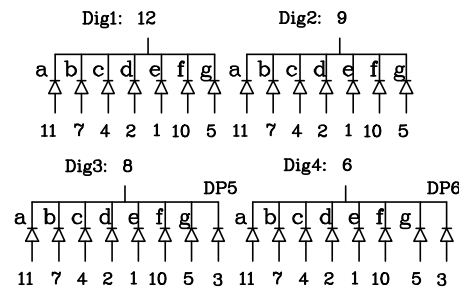 Dig1: 12 Dig2: 9
a b c d e f g a b c d e f g
11 7 4 2 1 10 5 11 7 4 2 1 10 5
Dig3: 8 Dig4: 6
DP5 DP6
a b c d e f g a b c d e f g
11 7 4 2 1 10 5 3 11 7 4 2 1 10 5 3